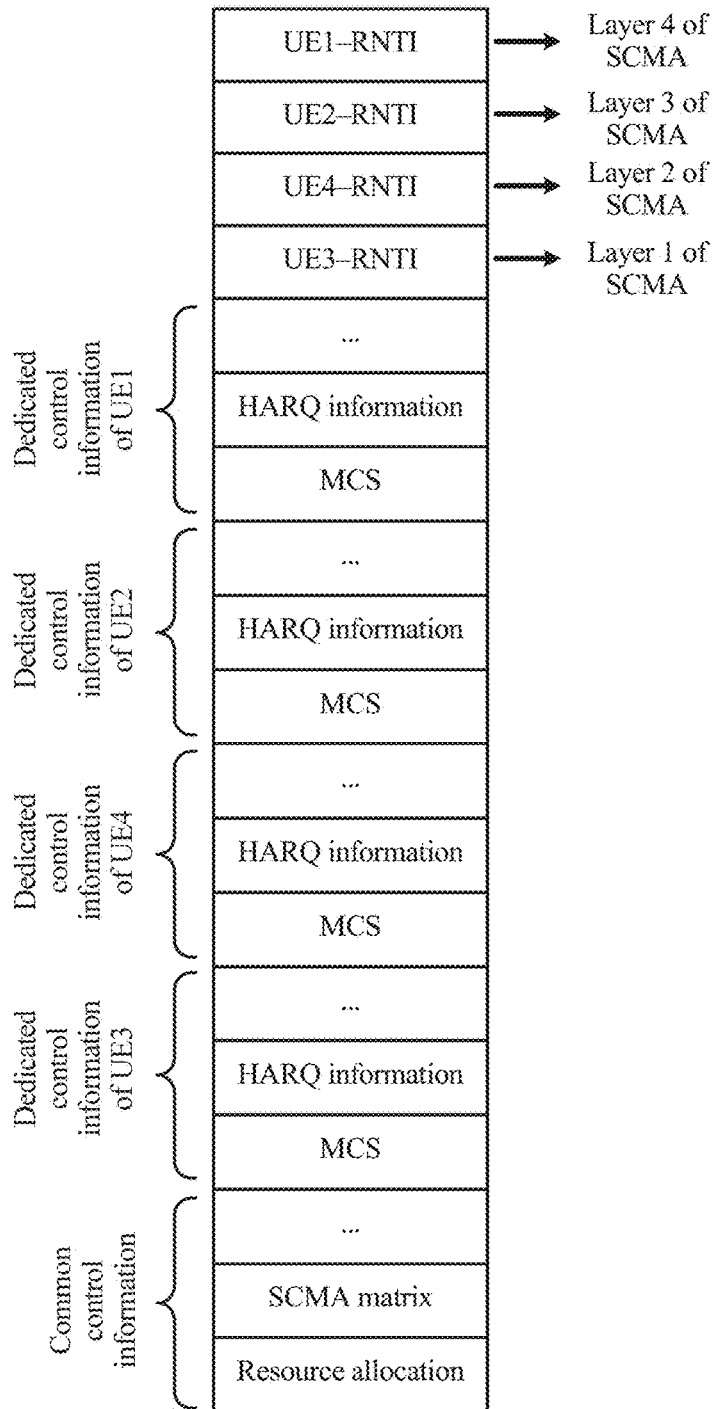 UE1–RNTI
Layer 4 of
SCMA
UE2–RNTI
Layer 3 of
SCMA
UE4–RNTI
Layer 2 of
SCMA
UE3–RNTI
Layer 1 of
SCMA
Dedicated
control
information
of UE1
...
HARQ information
MCS
Dedicated
control
information
of UE2
...
HARQ information
MCS
Dedicated
control
information
of UE4
...
HARQ information
MCS
Dedicated
control
information
of UE3
...
HARQ information
MCS
Common
control
information
...
SCMA matrix
Resource allocation